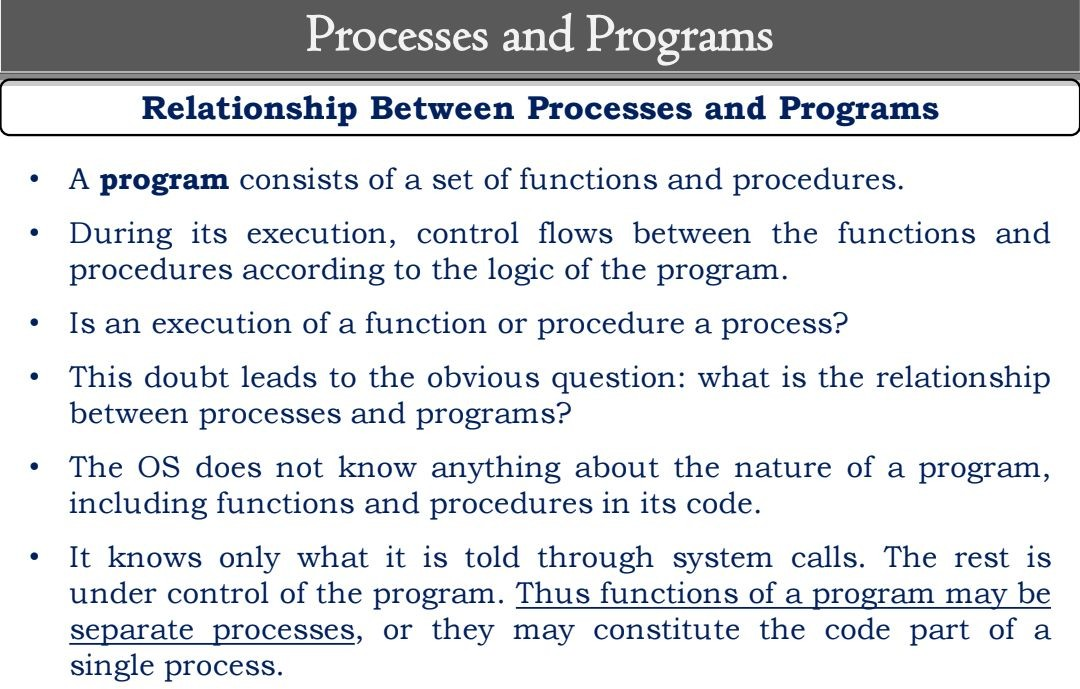 Processes and Programs
Relationship Between Processes and Programs
• A program consists of a set of functions and procedures.
• During its execution, control flows between the functions and
procedures according to the logic of the program.
• Is an execution of a function or procedure a process?
• This doubt leads to the obvious question: what is the relationship
between processes and programs?
• The OS does not know anything about the nature of a program,
including functions and procedures in its code.
• It knows only what it is told through system calls. The rest is
under control of the program. Thus functions of a program may be
separate processes, or they may constitute the code part of a
single process.